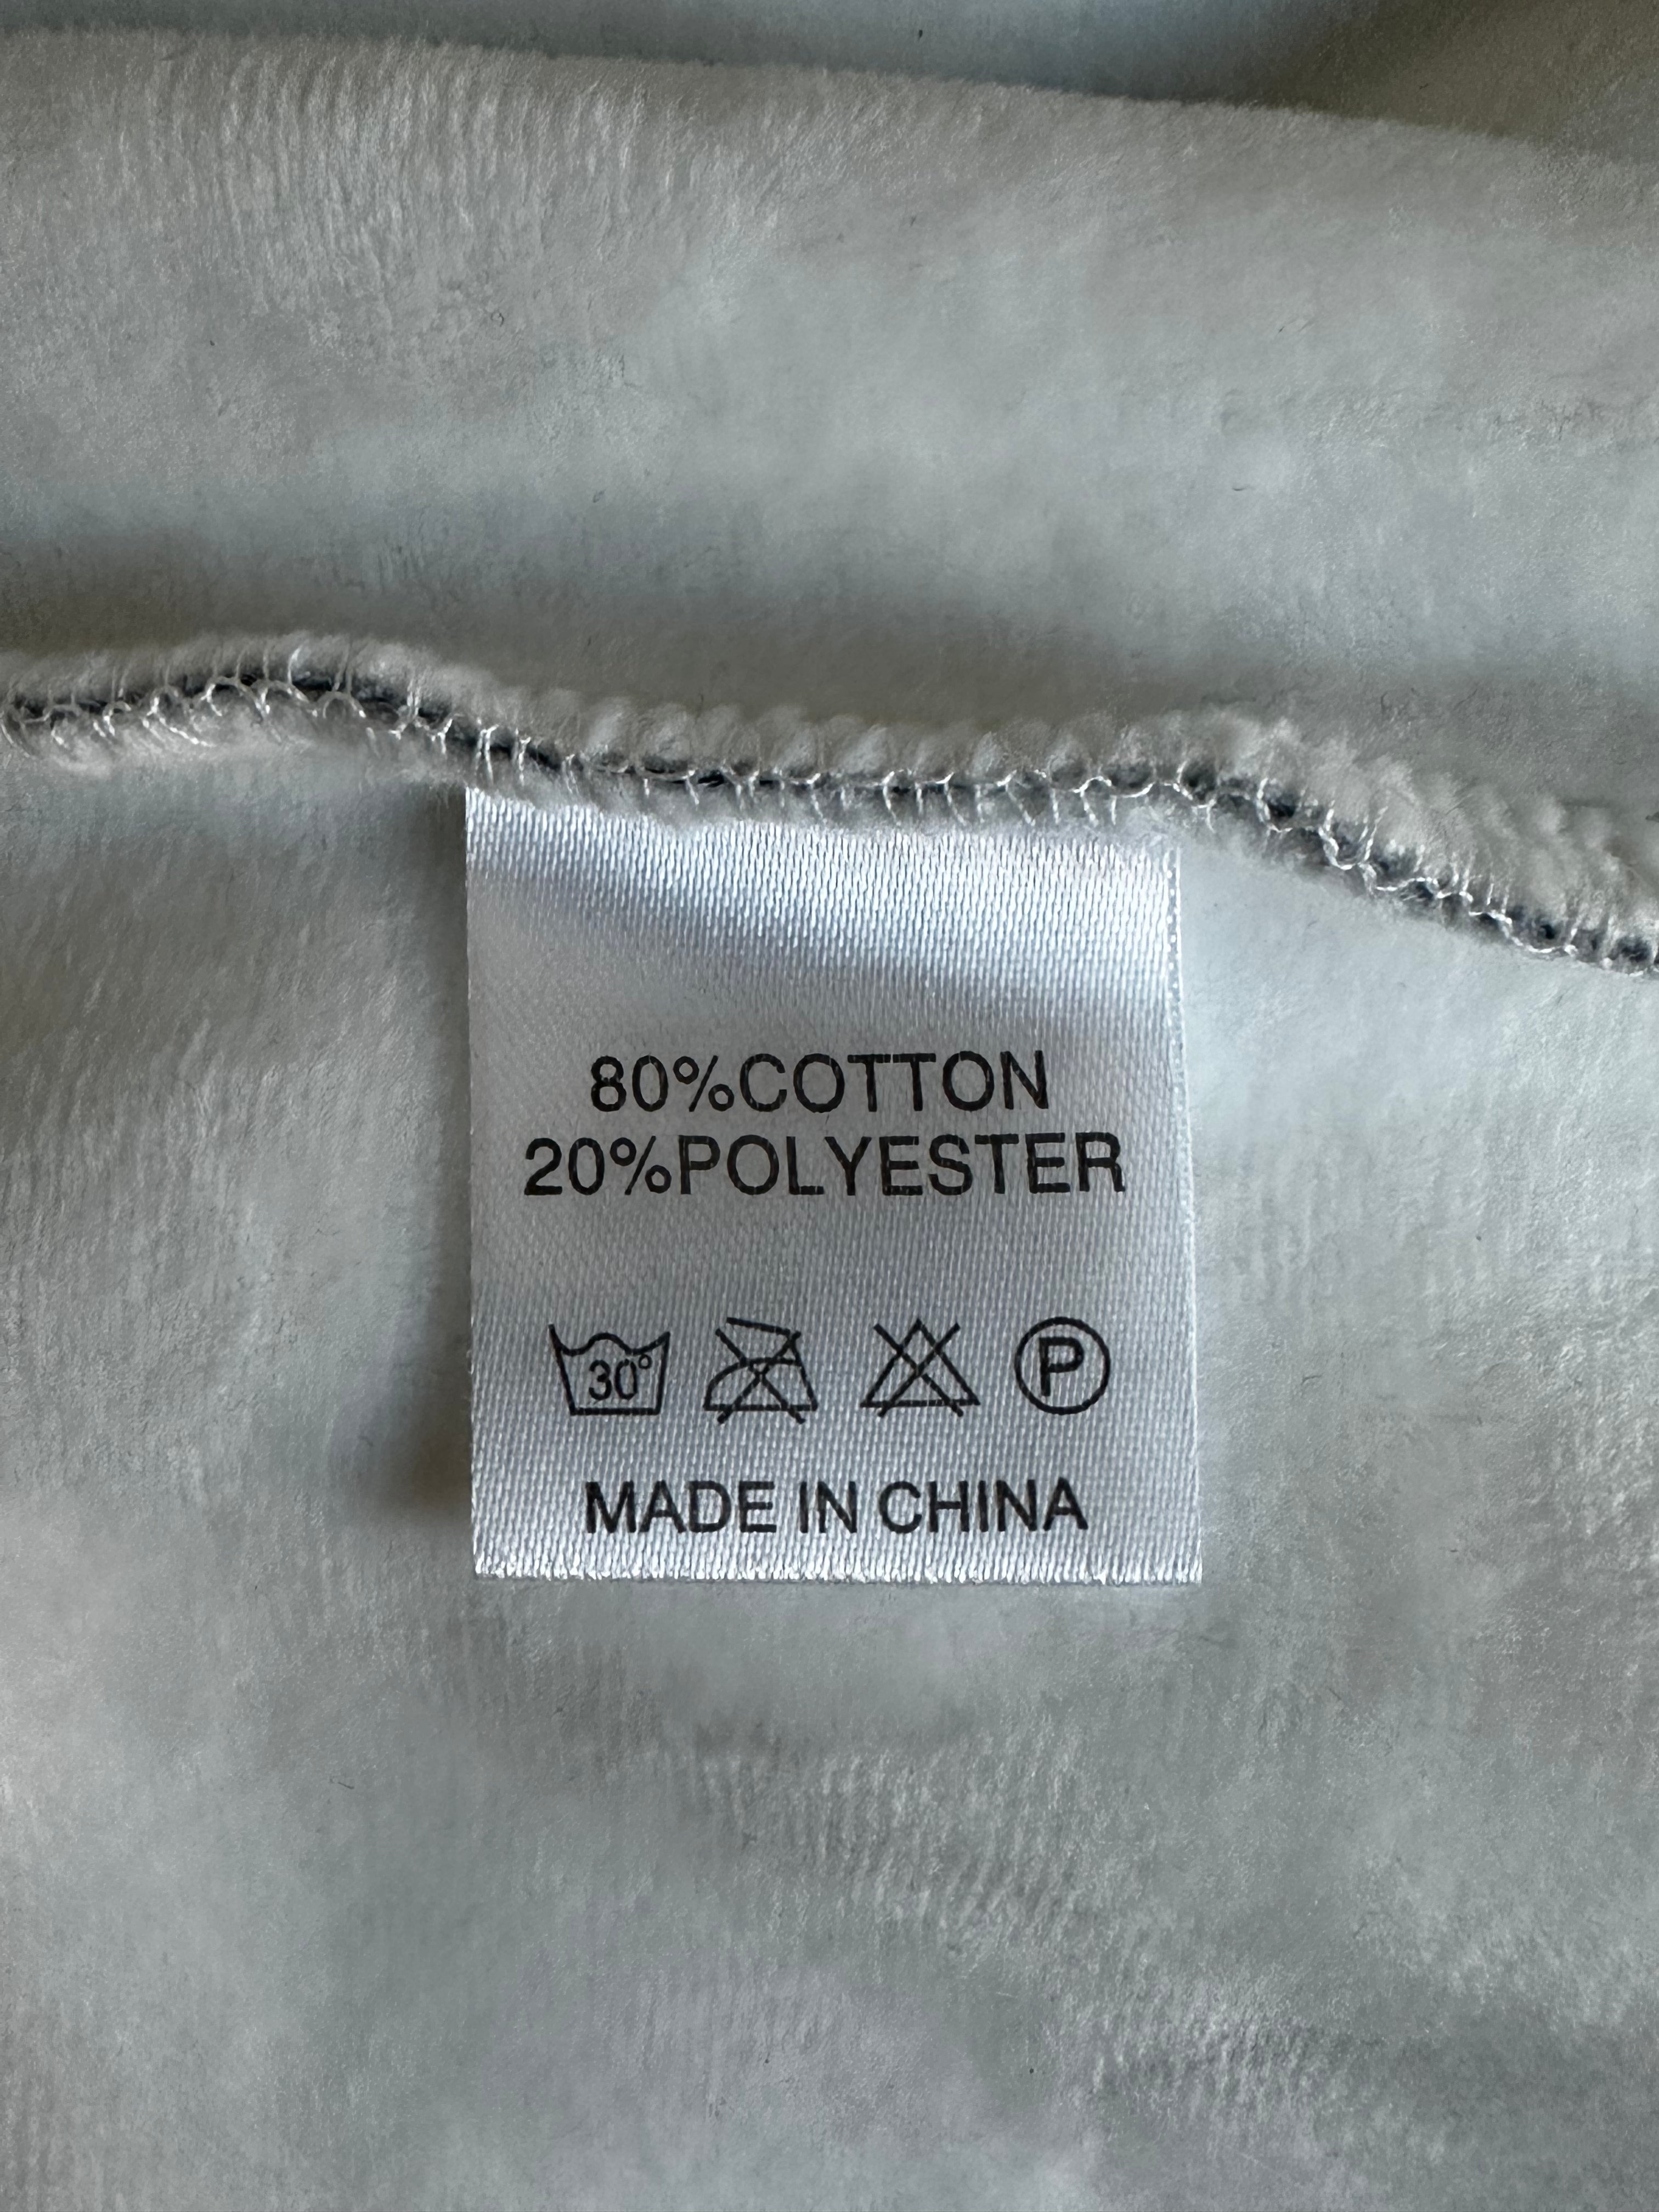 80%COTTON
20%POLYESTER
30° P
MADE IN CHINA